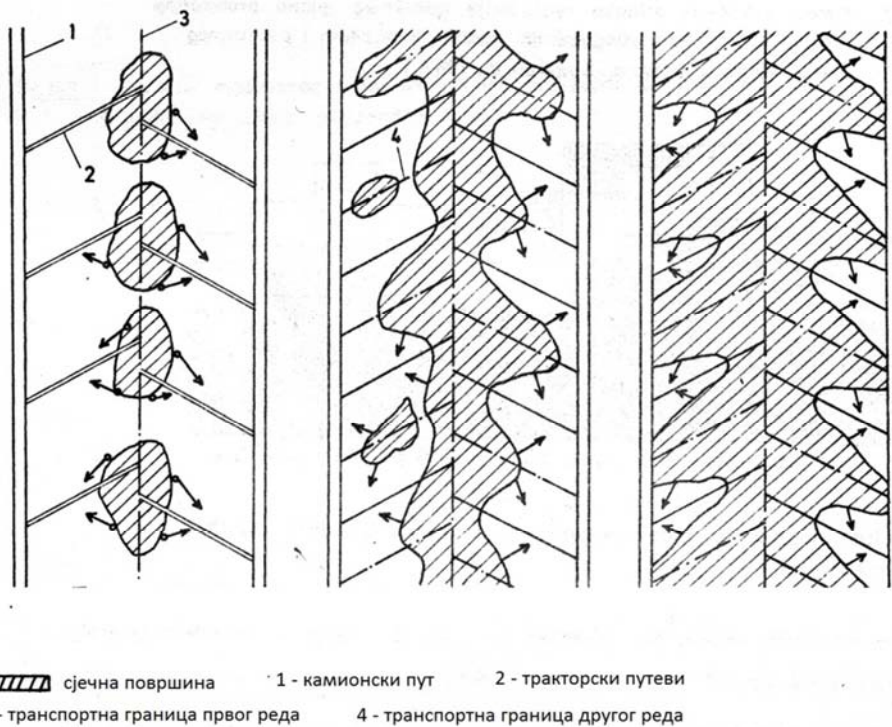 1
3
2
4
сјечна површина 1 - камионски пут 2 - тракторски путеви
- транспортна граница првог реда 4 - транспортна граница другог реда